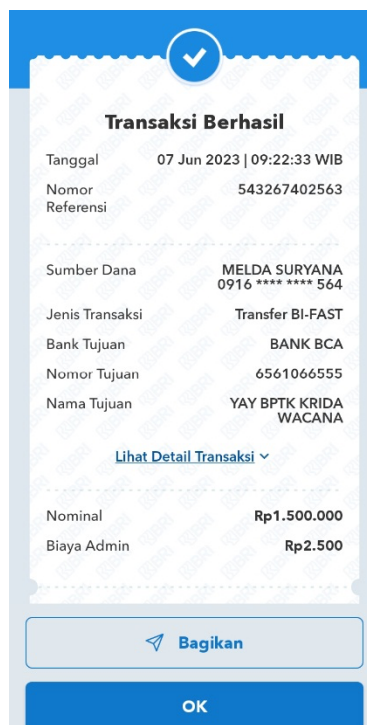 Transaksi Berhasil
Tanggal 07 Jun 2023 | 09:22:33 WIB
Nomor 543267402563
Referensi
Sumber Dana MELDA SURYANA
0916 **** **** 564
Jenis Transaksi Transfer BI-FAST
Bank Tujuan BANK BCA
Nomor Tujuan 6561066555
Nama Tujuan YAY BPTK KRIDA
WACANA
Lihat Detail Transaksi
Nominal Rp1.500.000
Biaya Admin Rp2.500
Bagikan
OK